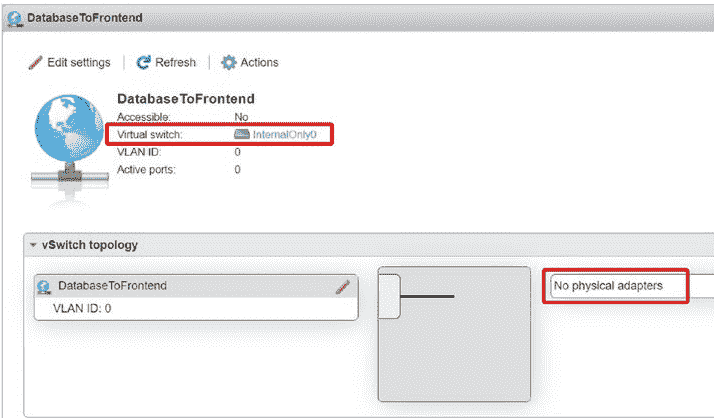 DatabaseToFrontend
Edit settings | Refresh | Actions
DatabaseToFrontend
Accessible: No
Virtual switch: InternalOnly0
VLAN ID: 0
Active ports: 0
vSwitch topology
DatabaseToFrontend
No physical adapters
VLAN ID: 0